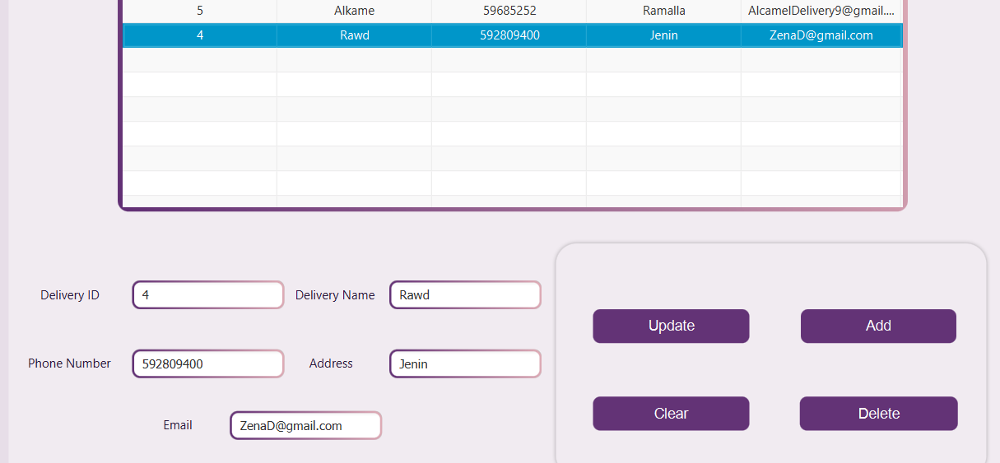 5 Alkame 59685252 Ramalla AlcamelDelivery9@gmail....
4 Rawd 592809400 Jenin ZenaD@gmail.com
Delivery ID 4 Delivery Name Rawd
Update Add
Phone Number 592809400 Address Jenin
Clear Delete
Email ZenaD@gmail.com